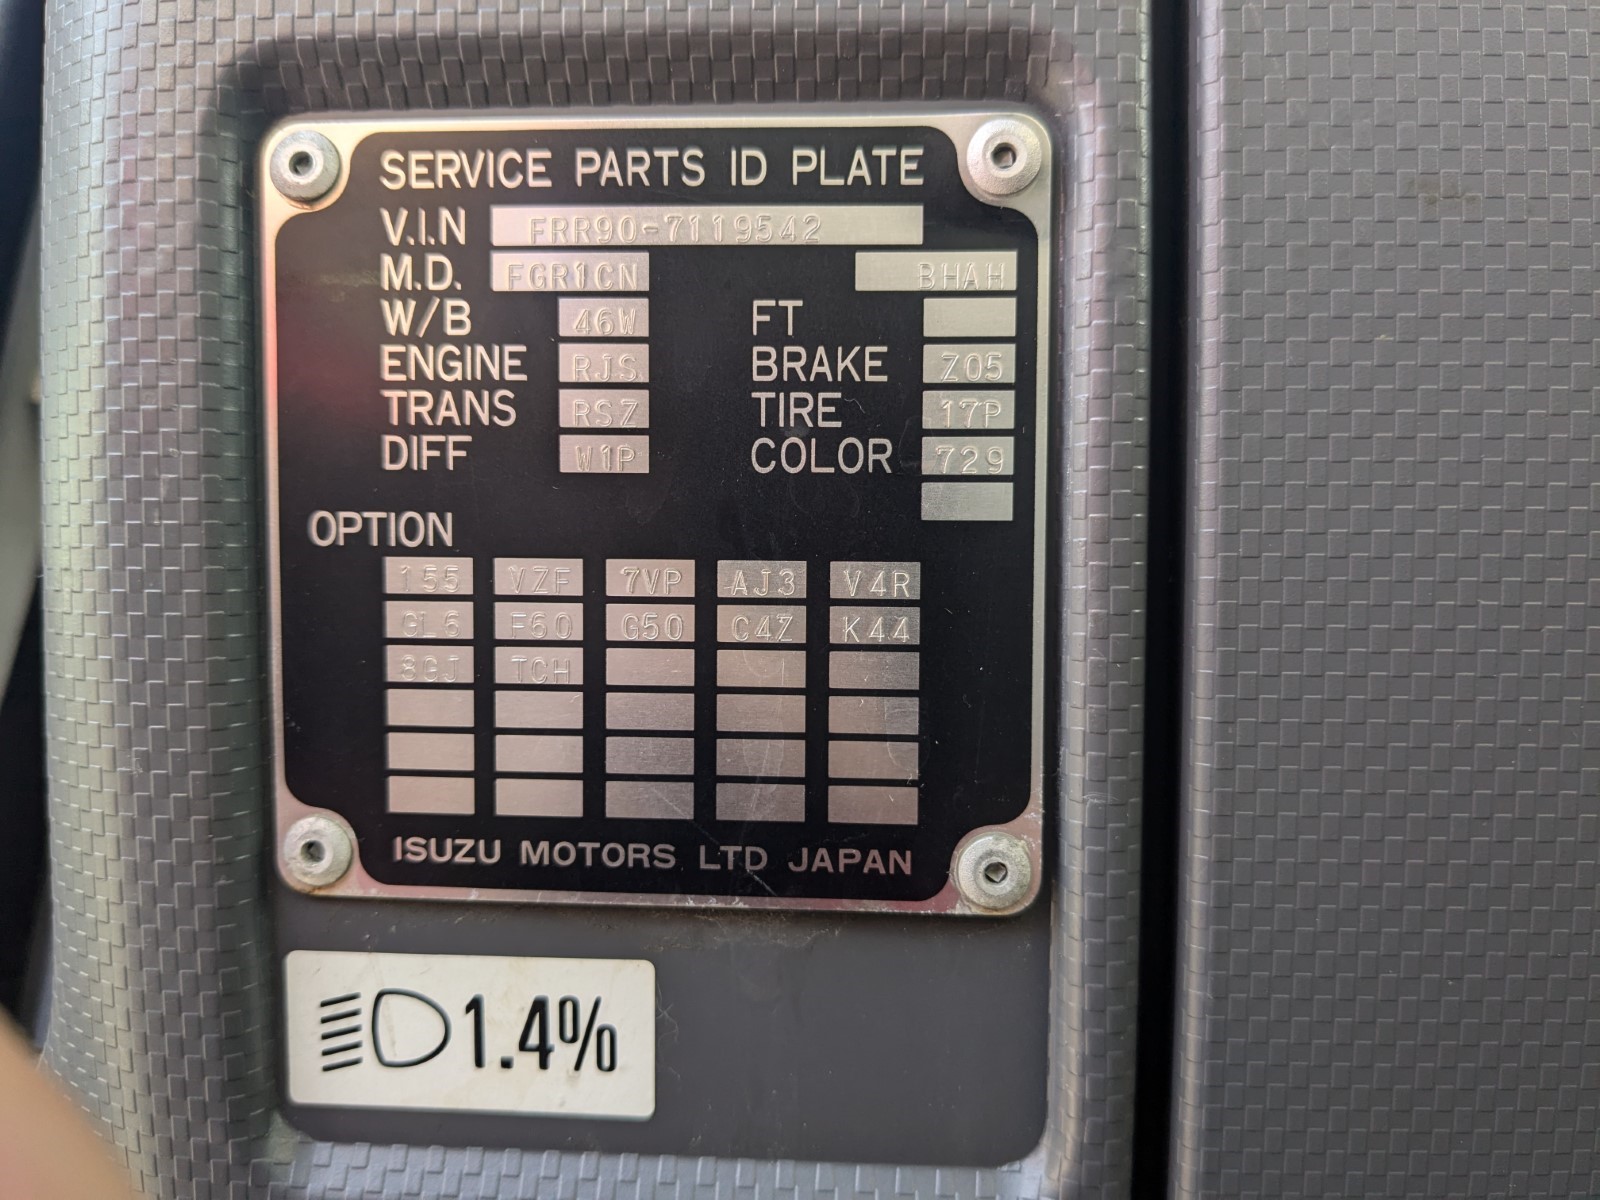 SERVICE PARTS ID PLATE
V.I.N FRR90-7119542
M.D. FGR1CN BHAH
W/B 46W FT
ENGINE RJS BRAKE Z05
TRANS RSZ TIRE 17P
DIFF W1P COLOR 729
OPTION
155 VZF 7VP AJ3 V4R
GL6 F60 G50 C4Z K44
8GJ TCH
ISUZU MOTORS LTD JAPAN
1.4%